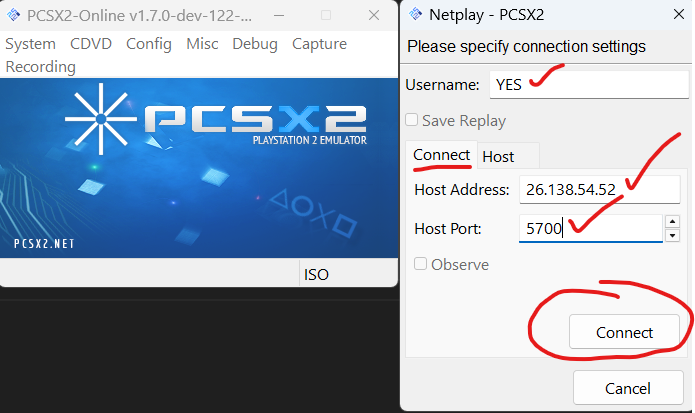 PCSX2-Online v1.7.0-dev-122-...
System CDVD Config Misc Debug Capture
Recording
PCSX2
PLAYSTATION 2 EMULATOR
PCSX2.NET
ISO
Netplay - PCSX2
Please specify connection settings
Username: YES
Save Replay
Connect Host
Host Address: 26.138.54.52
Host Port: 5700
Observe
Connect
Cancel